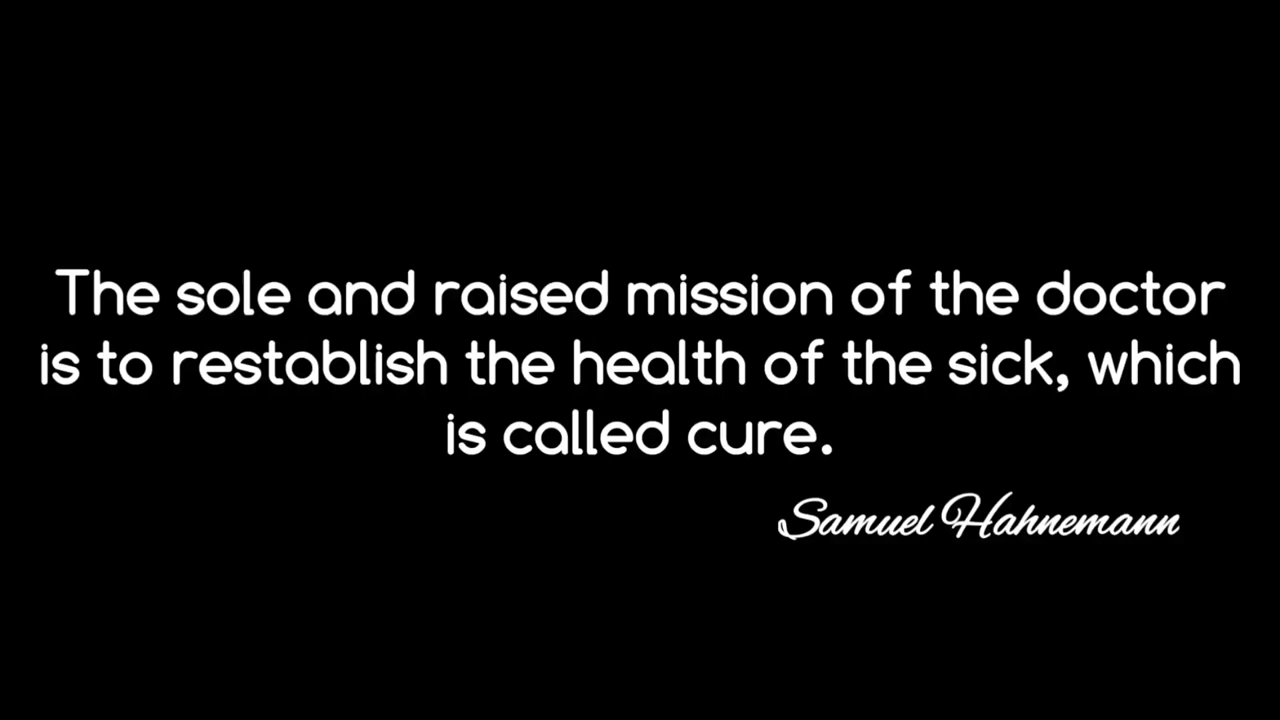 The sole and raised mission of the doctor
is to restablish the health of the sick, which
is called cure.
Samuel Hahnemann